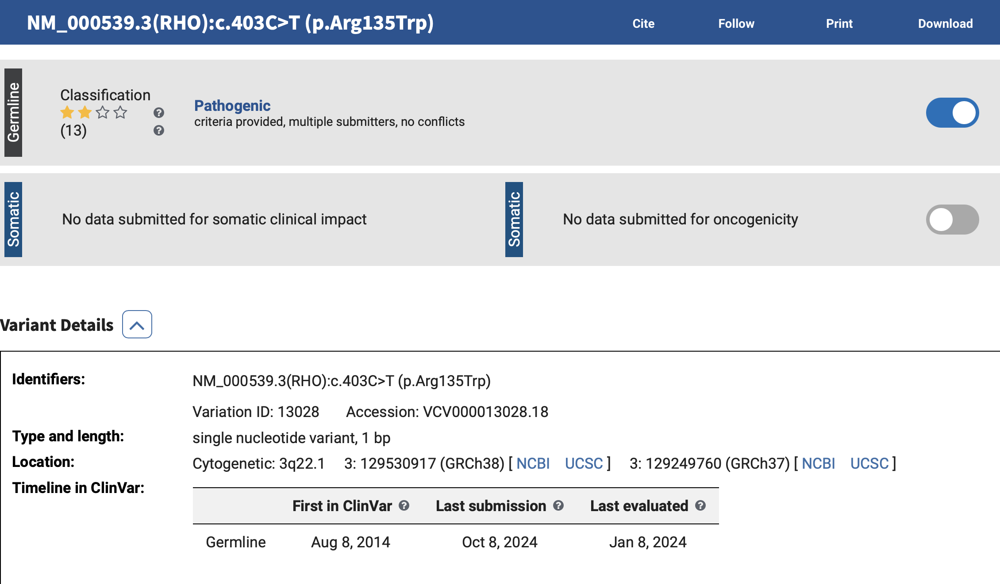 NM_000539.3(RHO):c.403C>T (p.Arg135Trp) Cite Follow Print Download
Germline
Classification
(13)
Pathogenic
criteria provided, multiple submitters, no conflicts
Somatic
No data submitted for somatic clinical impact
Somatic
No data submitted for oncogenicity
Variant Details
Identifiers: NM_000539.3(RHO):c.403C>T (p.Arg135Trp)
Variation ID: 13028 Accession: VCV000013028.18
Type and length: single nucleotide variant, 1 bp
Location: Cytogenetic: 3q22.1 3: 129530917 (GRCh38) [ NCBI UCSC ] 3: 129249760 (GRCh37) [ NCBI UCSC ]
Timeline in ClinVar:
First in ClinVar ? Last submission ? Last evaluated ?
Germline Aug 8, 2014 Oct 8, 2024 Jan 8, 2024